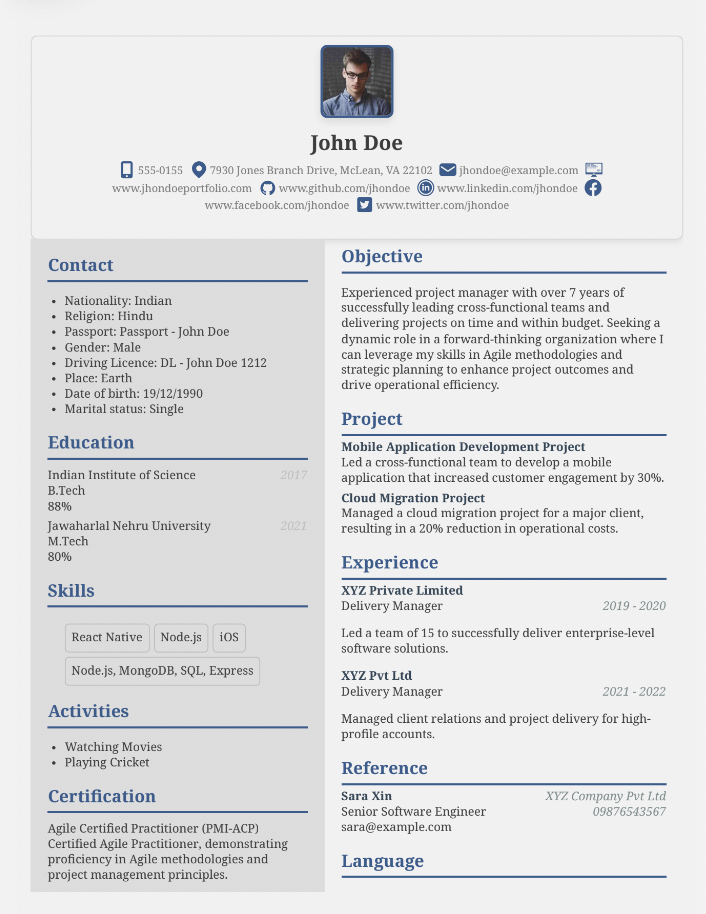 John Doe
555-0155 7930 Jones Branch Drive, McLean, VA 22102 jhondoe@example.com
www.jhondoeportfolio.com www.github.com/jhondoe www.linkedin.com/jhondoe
www.facebook.com/jhondoe www.twitter.com/jhondoe
Contact
• Nationality: Indian
• Religion: Hindu
• Passport: Passport - John Doe
• Gender: Male
• Driving Licence: DL - John Doe 1212
• Place: Earth
• Date of birth: 19/12/1990
• Marital status: Single
Education
Indian Institute of Science 2017
B.Tech
88%
Jawaharlal Nehru University 2021
M.Tech
80%
Skills
React Native Node.js iOS
Node.js, MongoDB, SQL, Express
Activities
• Watching Movies
• Playing Cricket
Certification
Agile Certified Practitioner (PMI-ACP)
Certified Agile Practitioner, demonstrating
proficiency in Agile methodologies and
project management principles.
Objective
Experienced project manager with over 7 years of
successfully leading cross-functional teams and
delivering projects on time and within budget. Seeking a
dynamic role in a forward-thinking organization where I
can leverage my skills in Agile methodologies and
strategic planning to enhance project outcomes and
drive operational efficiency.
Project
Mobile Application Development Project
Led a cross-functional team to develop a mobile
application that increased customer engagement by 30%.
Cloud Migration Project
Managed a cloud migration project for a major client,
resulting in a 20% reduction in operational costs.
Experience
XYZ Private Limited
Delivery Manager 2019 - 2020
Led a team of 15 to successfully deliver enterprise-level
software solutions.
XYZ Pvt Ltd
Delivery Manager 2021 - 2022
Managed client relations and project delivery for high-
profile accounts.
Reference
Sara Xin XYZ Company Pvt Ltd
Senior Software Engineer 09876543567
sara@example.com
Language